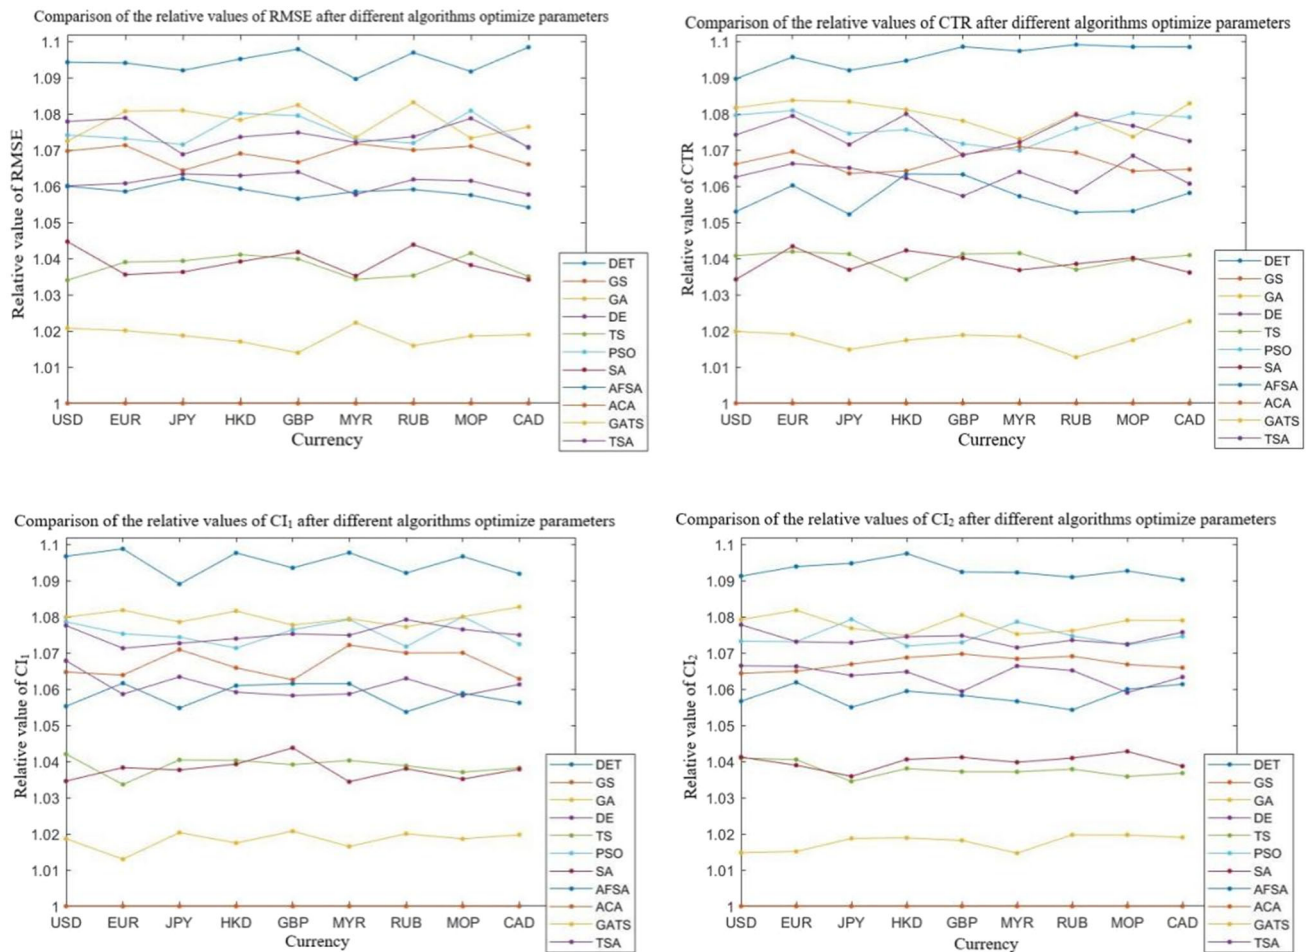 Comparison of the relative values of RMSE after different algorithms optimize parameters
1.1
1.09
1.08
1.07
1.06
1.05
1.04
1.03
1.02
1.01
1
Relative value of RMSE
USD EUR JPY HKD GBP MYR RUB MOP CAD
Currency
DET
GS
GA
DE
TS
PSO
SA
AFSA
ACA
GATS
TSA
Comparison of the relative values of CTR after different algorithms optimize parameters
1.1
1.09
1.08
1.07
1.06
1.05
1.04
1.03
1.02
1.01
1
Relative value of CTR
USD EUR JPY HKD GBP MYR RUB MOP CAD
Currency
DET
GS
GA
DE
TS
PSO
SA
AFSA
ACA
GATS
TSA
Comparison of the relative values of CI₁ after different algorithms optimize parameters
1.1
1.09
1.08
1.07
1.06
1.05
1.04
1.03
1.02
1.01
1
Relative value of CI₁
USD EUR JPY HKD GBP MYR RUB MOP CAD
Currency
DET
GS
GA
DE
TS
PSO
SA
AFSA
ACA
GATS
TSA
Comparison of the relative values of CI₂ after different algorithms optimize parameters
1.1
1.09
1.08
1.07
1.06
1.05
1.04
1.03
1.02
1.01
1
Relative value of CI₂
USD EUR JPY HKD GBP MYR RUB MOP CAD
Currency
DET
GS
GA
DE
TS
PSO
SA
AFSA
ACA
GATS
TSA